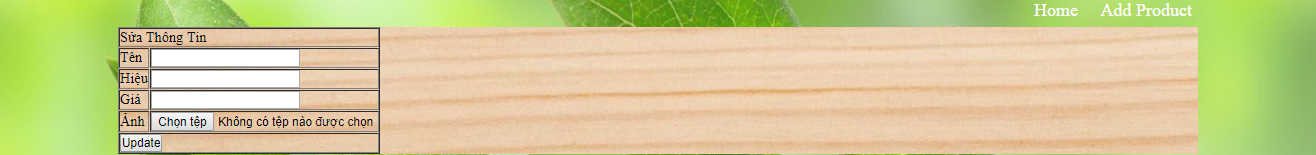 Home Add Product
Sửa Thông Tin
Tên
Hiệu
Giá
Ảnh Chọn tệp Không có tệp nào được chọn
Update